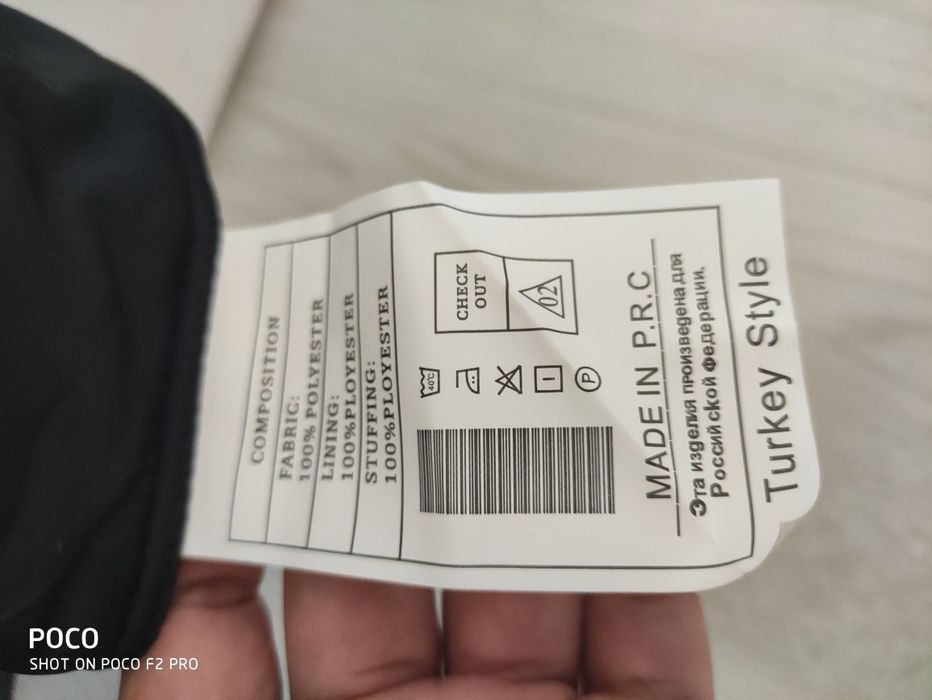 COMPOSITION
FABRIC:
100% POLYESTER
LINING:
100%PLOYESTER
STUFFING:
100%PLOYESTER
40°C
P
CHECK
OUT
02
MADE IN P.R.C
Эта изделия произведена для
Российской Федерации.
Turkey Style
POCO
SHOT ON POCO F2 PRO